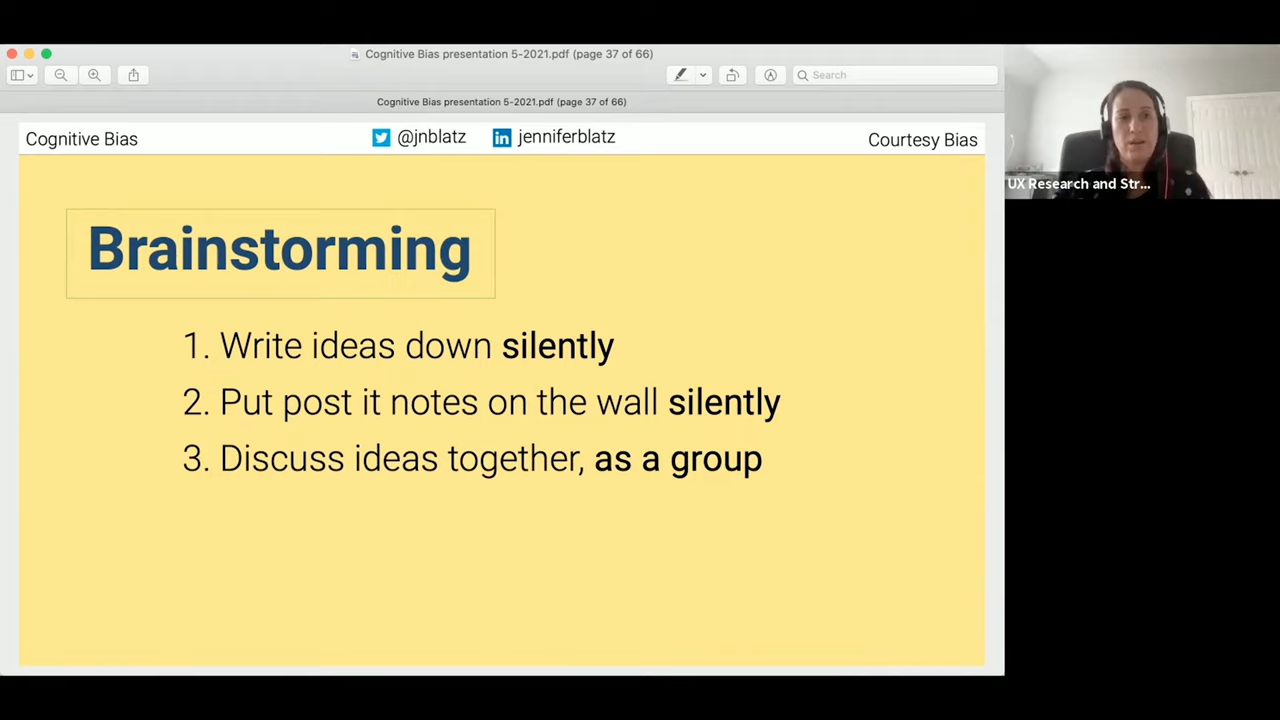 Cognitive Bias presentation 5-2021.pdf (page 37 of 66)
Search
Cognitive Bias presentation 5-2021.pdf (page 37 of 66)
Cognitive Bias
@jnblatz
in jenniferblatz
Courtesy Bias
UX Research and Str...
Brainstorming
1. Write ideas down silently
2. Put post it notes on the wall silently
3. Discuss ideas together, as a group